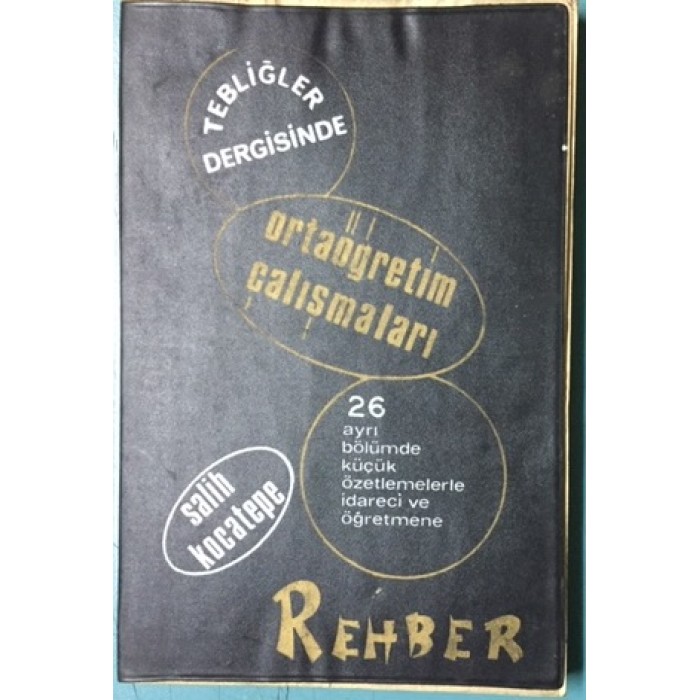 TEBLİĞLER
DERGİSİNDE
ortaöğretim
çalışmaları
26
ayrı
bölümde
küçük
özetlemelerle
idareci ve
öğretmene
salih
kocatepe
REHBER